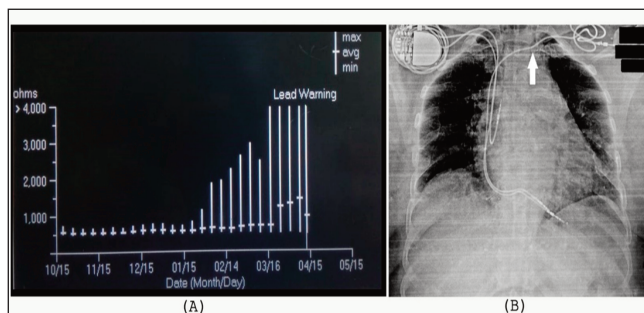 max
avg
min
ohms
Lead Warning
> 4,000
3,000
2,000
1,000
10/15
11/15
12/15
01/15
02/14
03/16
04/15
05/15
Date (Month/Day)
(A)
(B)